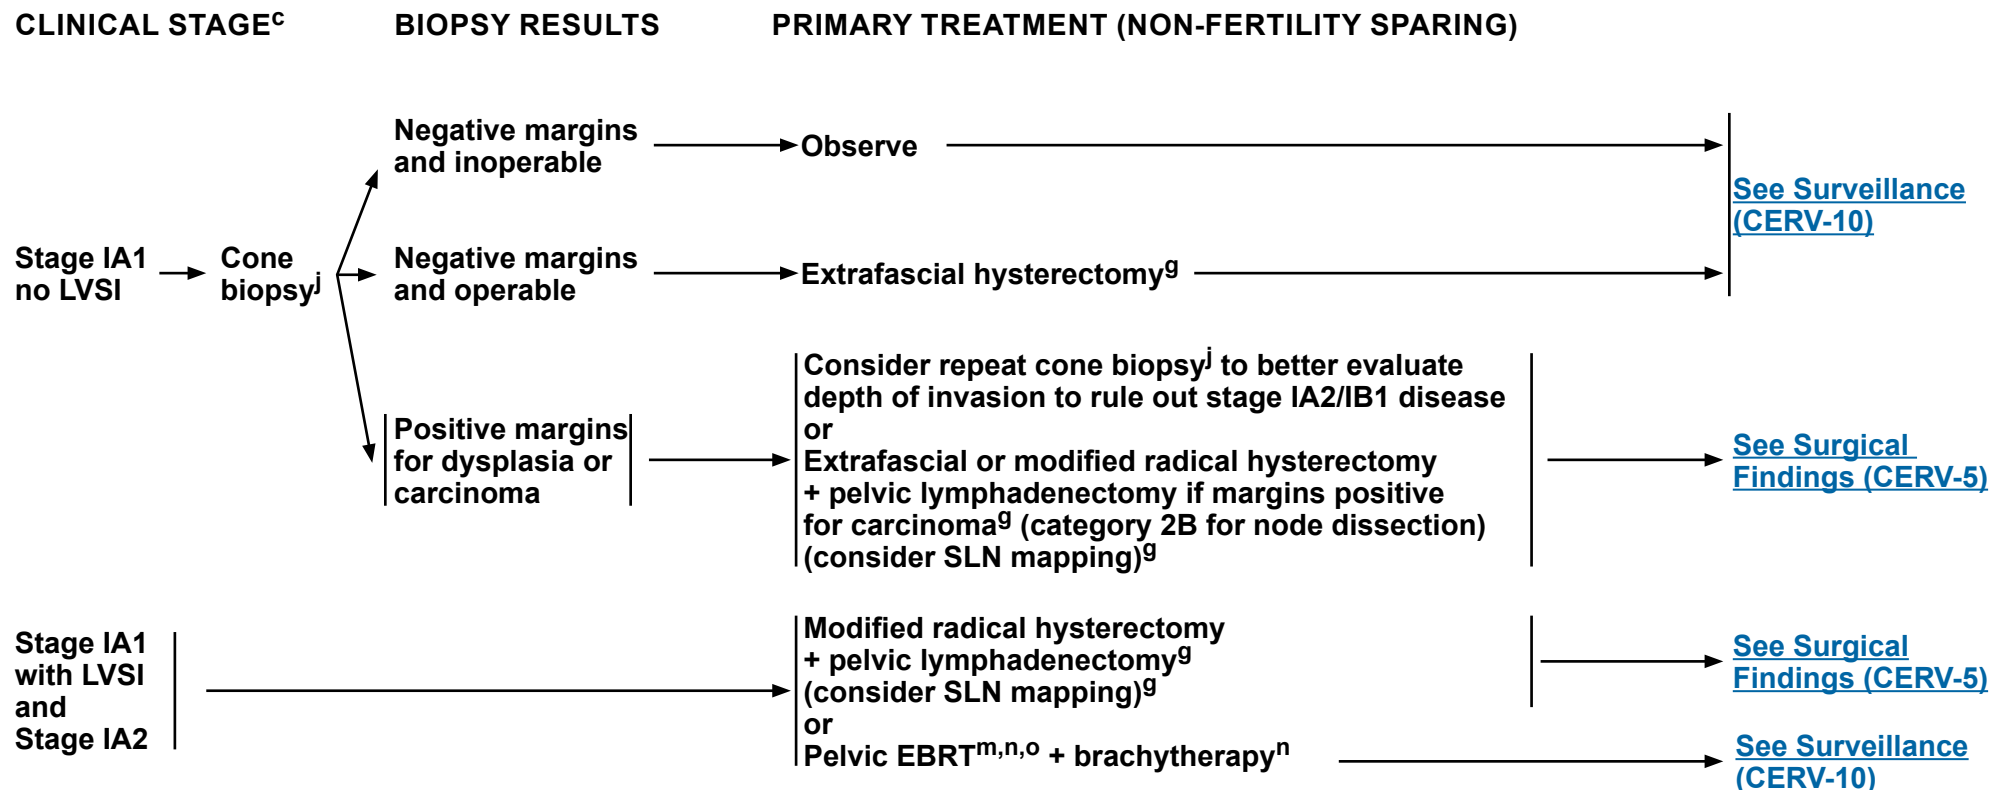 CLINICAL STAGEᶜ
BIOPSY RESULTS
PRIMARY TREATMENT (NON-FERTILITY SPARING)
Stage IA1
no LVSI
Cone
biopsyʲ
Negative margins
and inoperable
Observe
Negative margins
and operable
Extrafascial hysterectomyᵍ
See Surveillance
(CERV-10)
Positive margins
for dysplasia or
carcinoma
Consider repeat cone biopsyʲ to better evaluate
depth of invasion to rule out stage IA2/IB1 disease
or
Extrafascial or modified radical hysterectomy
+ pelvic lymphadenectomy if margins positive
for carcinomaᵍ (category 2B for node dissection)
(consider SLN mapping)ᵍ
See Surgical
Findings (CERV-5)
Stage IA1
with LVSI
and
Stage IA2
Modified radical hysterectomy
+ pelvic lymphadenectomyᵍ
(consider SLN mapping)ᵍ
or
Pelvic EBRTᵐ,ⁿ,ᵒ + brachytherapyⁿ
See Surgical
Findings (CERV-5)
See Surveillance
(CERV-10)